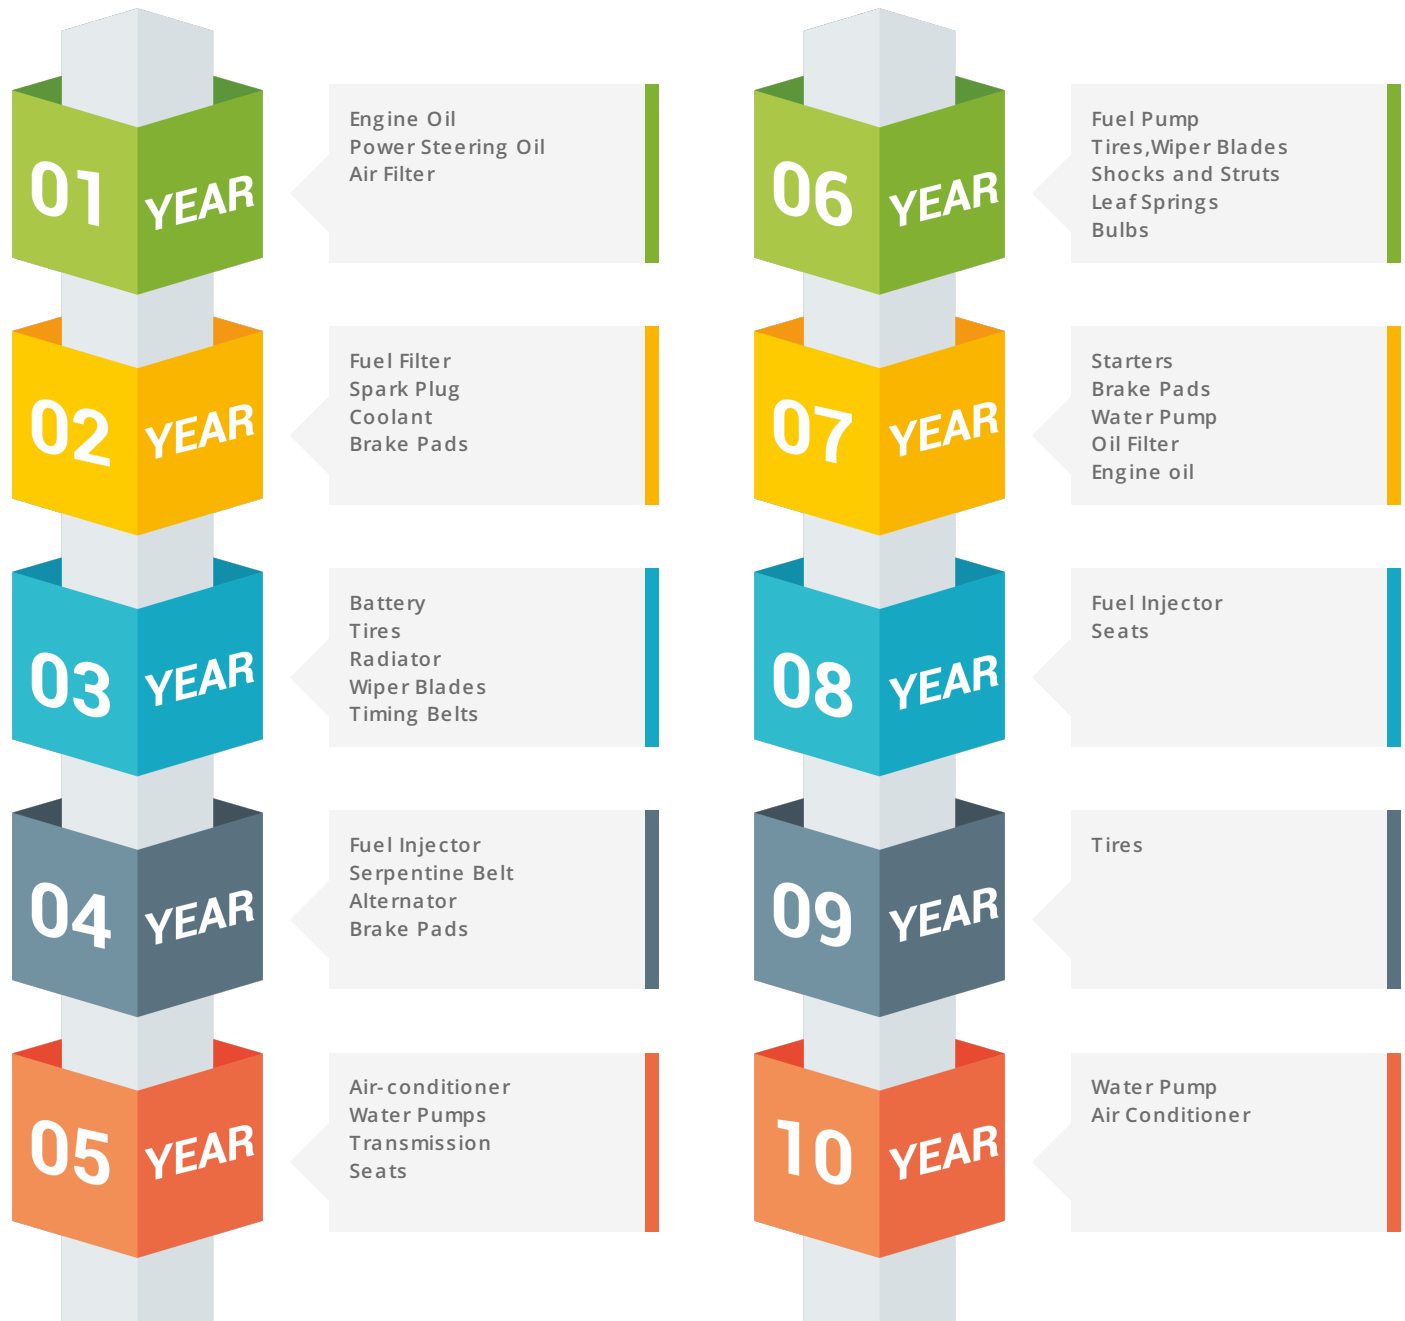 01 YEAR
Engine Oil
Power Steering Oil
Air Filter
02 YEAR
Fuel Filter
Spark Plug
Coolant
Brake Pads
03 YEAR
Battery
Tires
Radiator
Wiper Blades
Timing Belts
04 YEAR
Fuel Injector
Serpentine Belt
Alternator
Brake Pads
05 YEAR
Air-conditioner
Water Pumps
Transmission
Seats
06 YEAR
Fuel Pump
Tires,Wiper Blades
Shocks and Struts
Leaf Springs
Bulbs
07 YEAR
Starters
Brake Pads
Water Pump
Oil Filter
Engine oil
08 YEAR
Fuel Injector
Seats
09 YEAR
Tires
10 YEAR
Water Pump
Air Conditioner